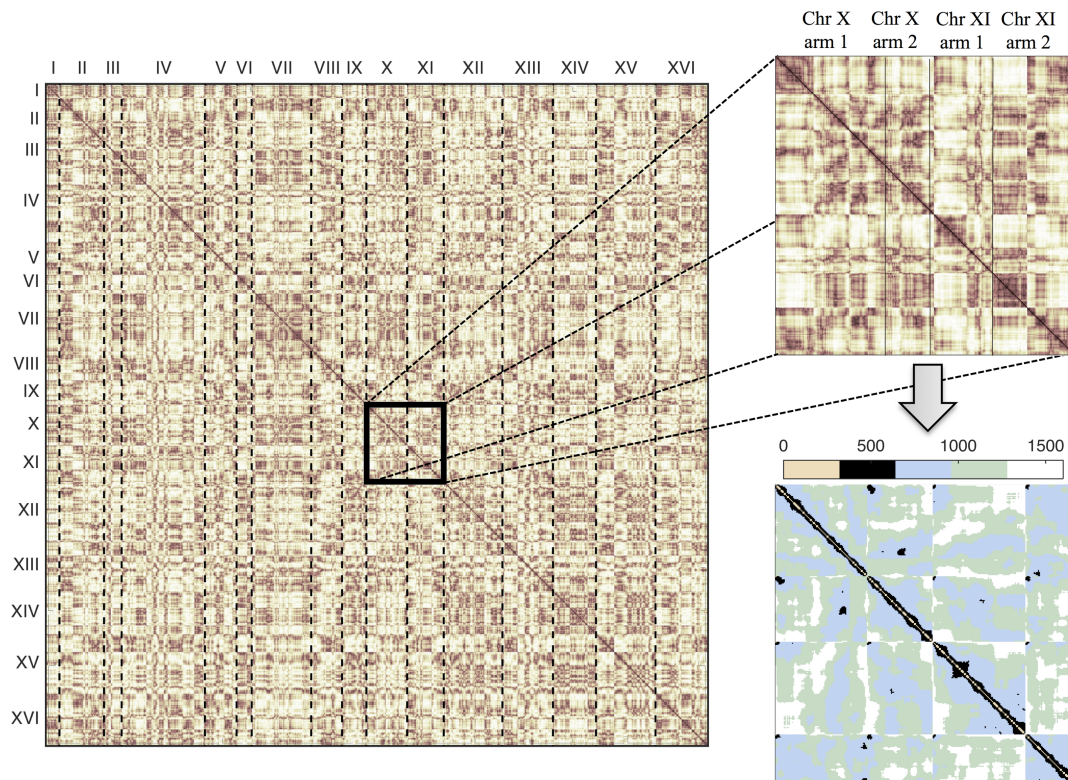 Chr X Chr X Chr XI Chr XI
arm 1 arm 2 arm 1 arm 2
I II III IV V VI VII VIII IX X XI XII XIII XIV XV XVI
I
II
III
IV
V
VI
VII
VIII
IX
X
XI
XII
XIII
XIV
XV
XVI
0 500 1000 1500